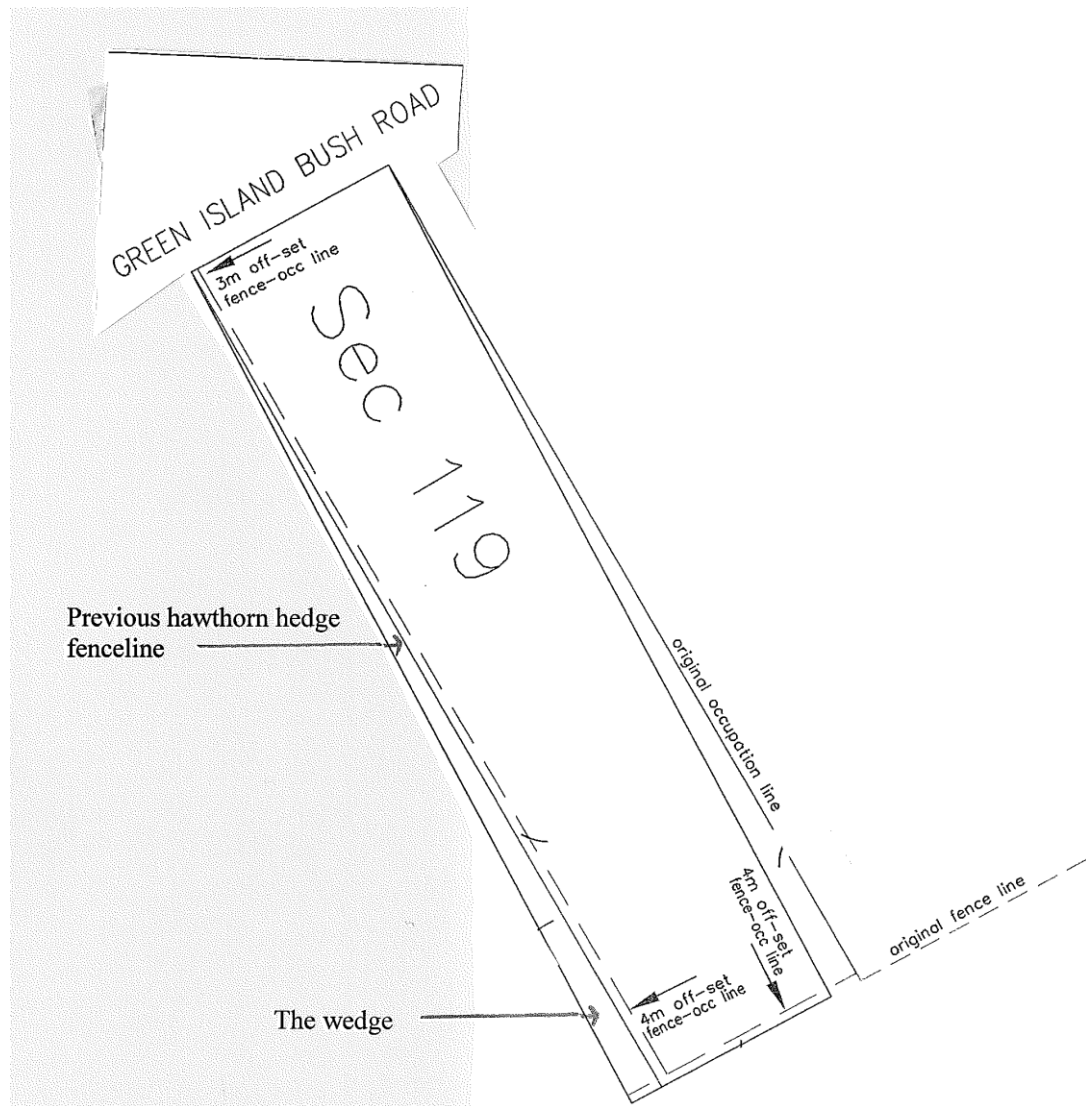 GREEN ISLAND BUSH ROAD
3m off-set
fence-occ line
Sec 119
Previous hawthorn hedge
fenceline
original occupation line
4m off-set
fence-occ line
original fence line
4m off-set
fence-occ line
The wedge